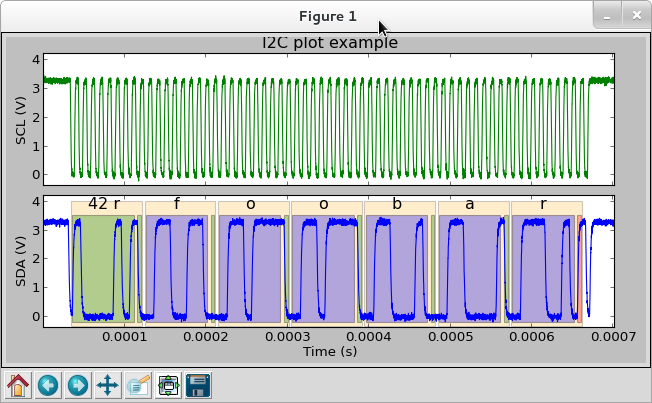 Figure 1
I2C plot example
4
3
2
1
0
SCL (V)
42 r f o o b a r
4
3
2
1
0
SDA (V)
0.0001 0.0002 0.0003 0.0004 0.0005 0.0006 0.0007
Time (s)